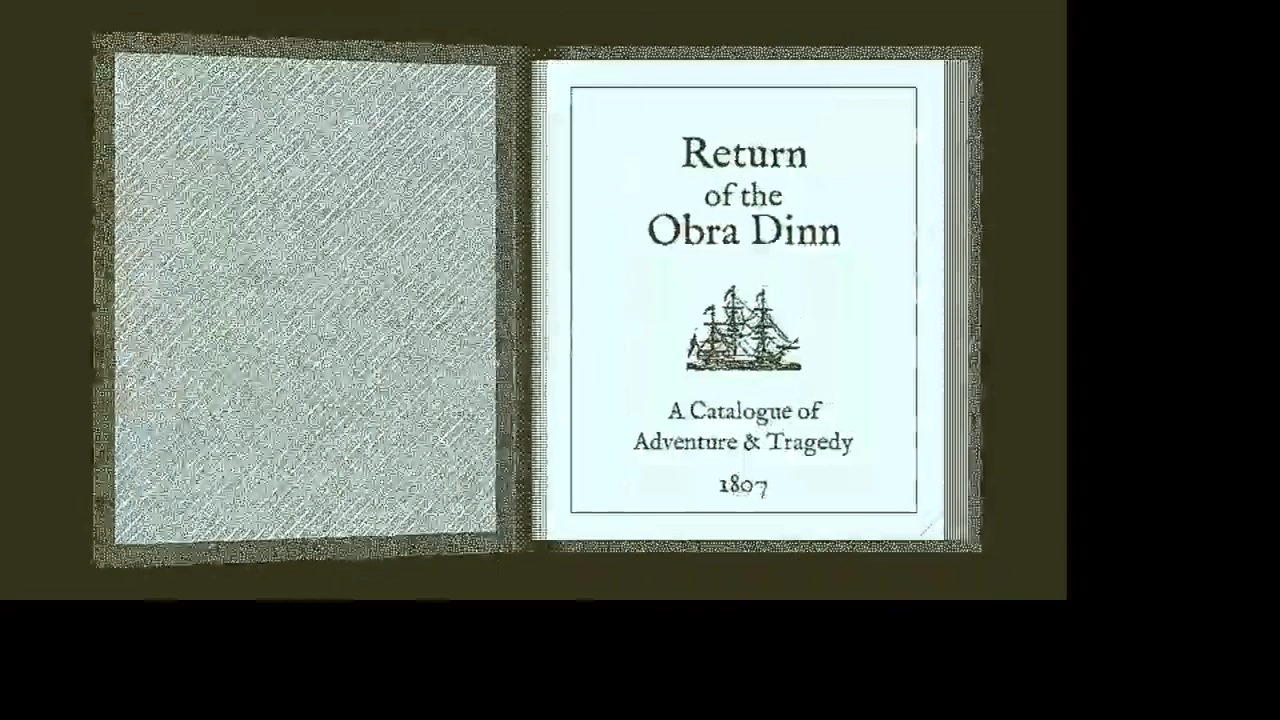 Return
of the
Obra Dinn
A Catalogue of
Adventure & Tragedy
1807